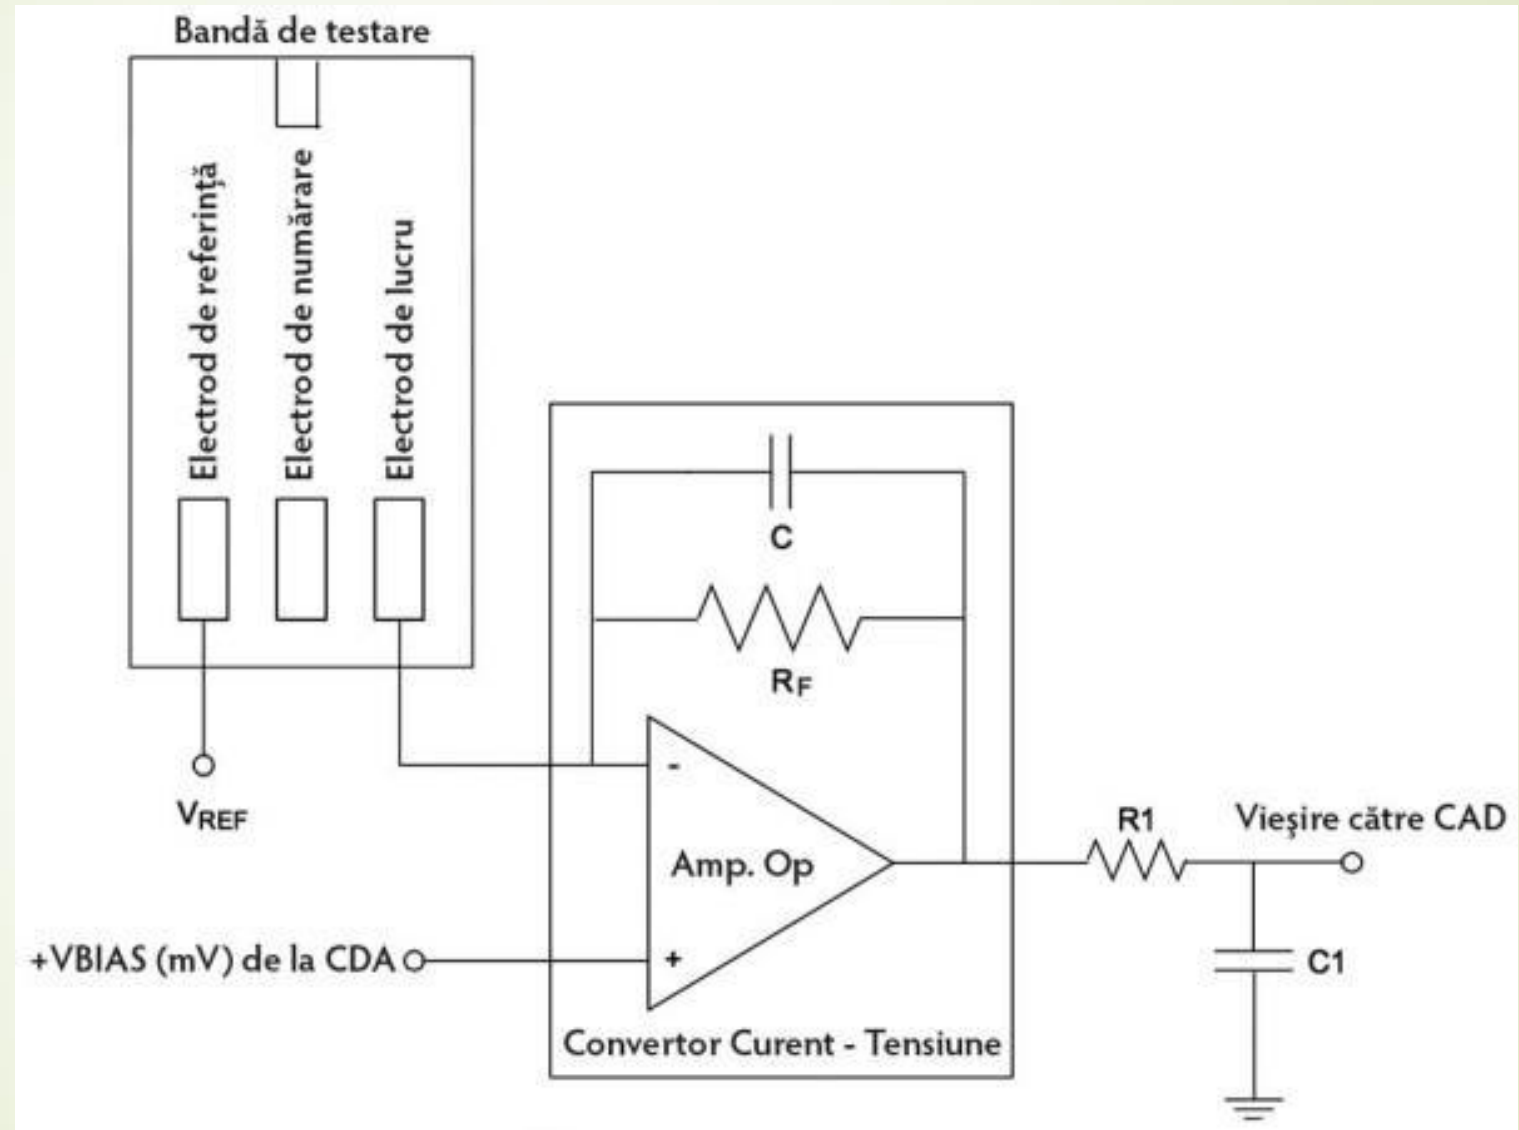 Bandă de testare
Electrod de referinţă
Electrod de numărare
Electrod de lucru
C
RF
VREF
-
Amp. Op
+
R1
Vieşire către CAD
+VBIAS (mV) de la CDA
C1
Convertor Curent - Tensiune